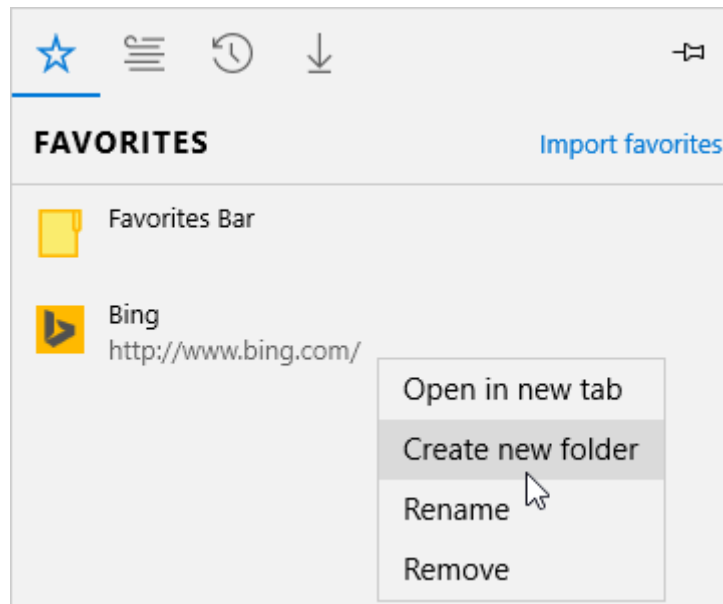 FAVORITES
Import favorites
Favorites Bar
Bing
http://www.bing.com/
Open in new tab
Create new folder
Rename
Remove